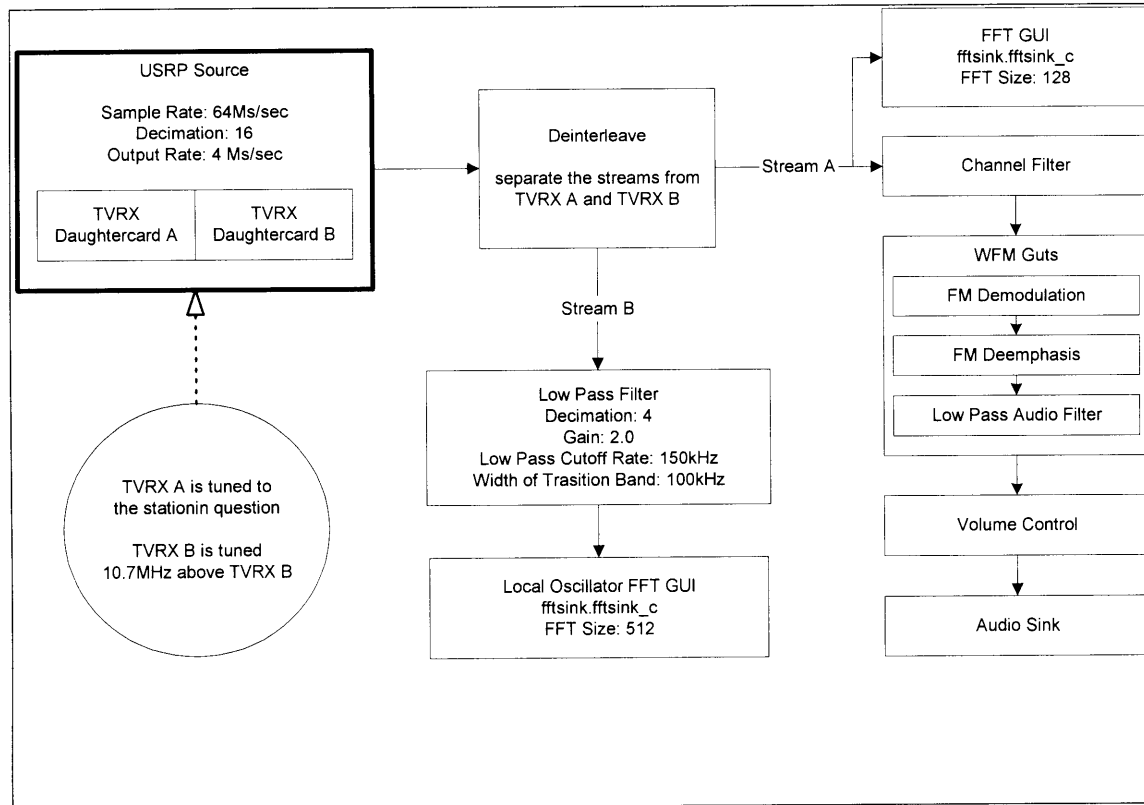 USRP Source
Sample Rate: 64Ms/sec
Decimation: 16
Output Rate: 4 Ms/sec
TVRX
Daughtercard A
TVRX
Daughtercard B
TVRX A is tuned to
the stationin question
TVRX B is tuned
10.7MHz above TVRX B
Deinterleave
separate the streams from
TVRX A and TVRX B
Stream A
Stream B
Low Pass Filter
Decimation: 4
Gain: 2.0
Low Pass Cutoff Rate: 150kHz
Width of Trasition Band: 100kHz
Local Oscillator FFT GUI
fftsink.fftsink_c
FFT Size: 512
FFT GUI
fftsink.fftsink_c
FFT Size: 128
Channel Filter
WFM Guts
FM Demodulation
FM Deemphasis
Low Pass Audio Filter
Volume Control
Audio Sink